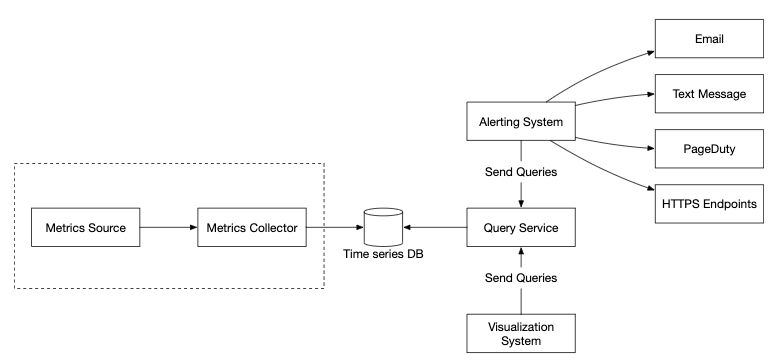 Email
Text Message
Alerting System
PageDuty
Send Queries
HTTPS Endpoints
Metrics Source
Metrics Collector
Query Service
Time series DB
Send Queries
Visualization
System